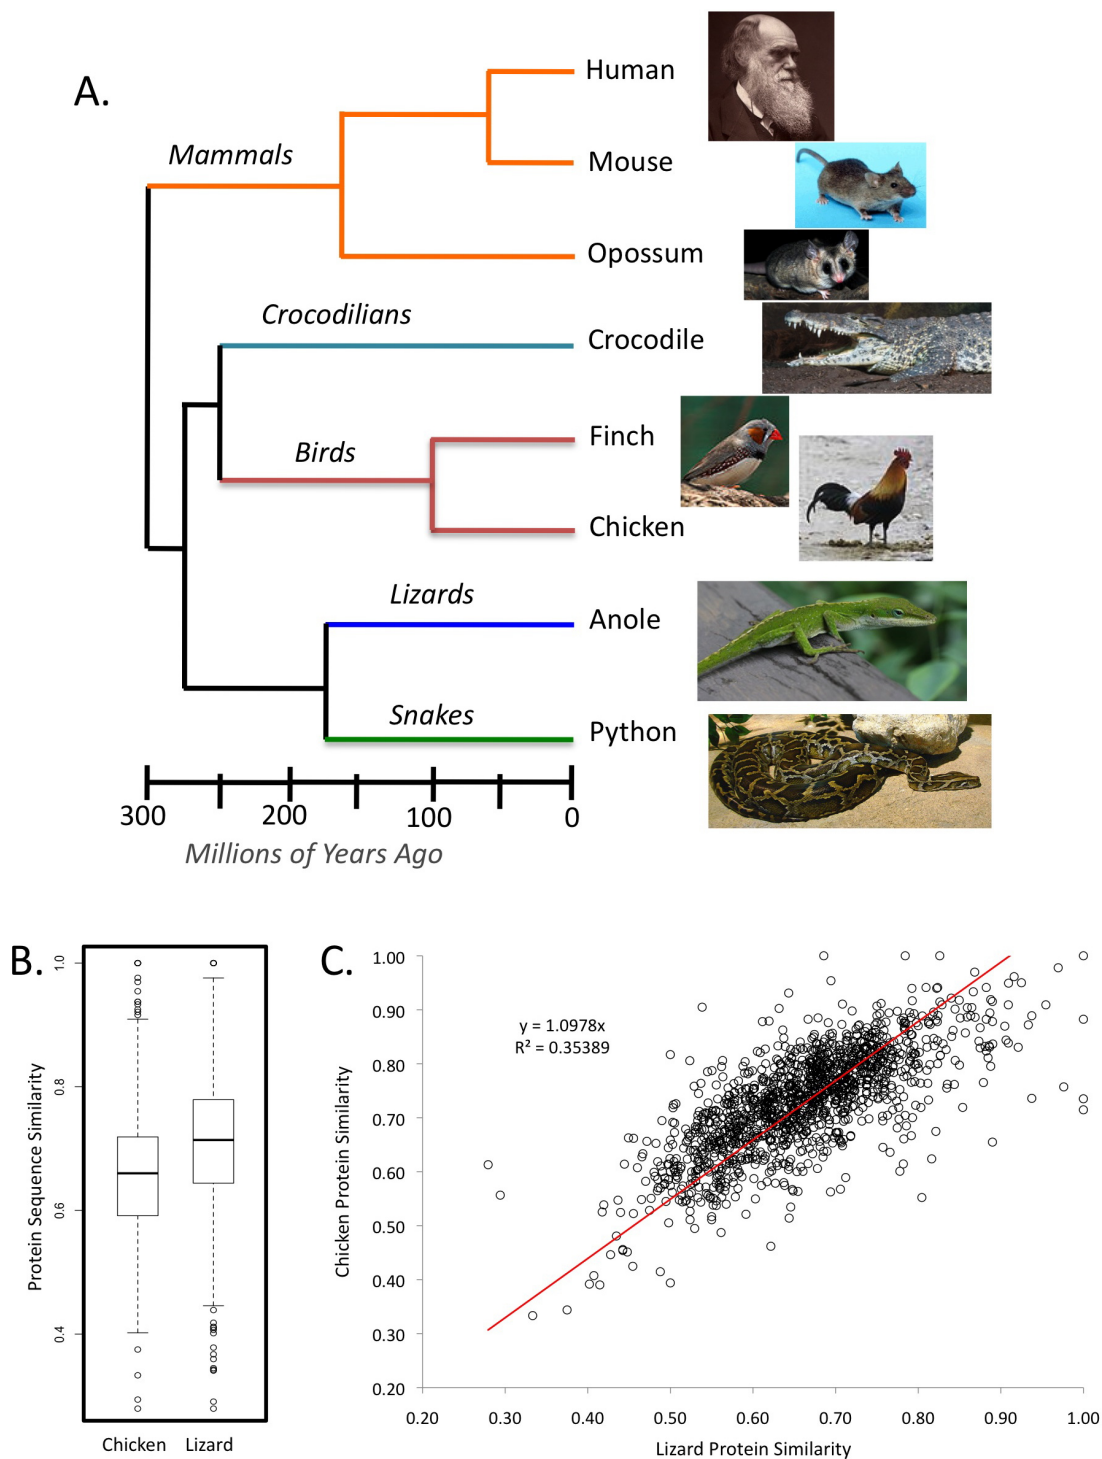 A.
Human
Mammals
Mouse
Opossum
Crocodilians
Crocodile
Finch
Birds
Chicken
Lizards
Anole
Snakes
Python
300 200 100 0
Millions of Years Ago
B.
Protein Sequence Similarity
1.0
0.8
0.6
0.4
Chicken Lizard
C.
Chicken Protein Similarity
1.00
0.90
0.80
0.70
0.60
0.50
0.40
0.30
0.20
y = 1.0978x
R² = 0.35389
0.20 0.30 0.40 0.50 0.60 0.70 0.80 0.90 1.00
Lizard Protein Similarity